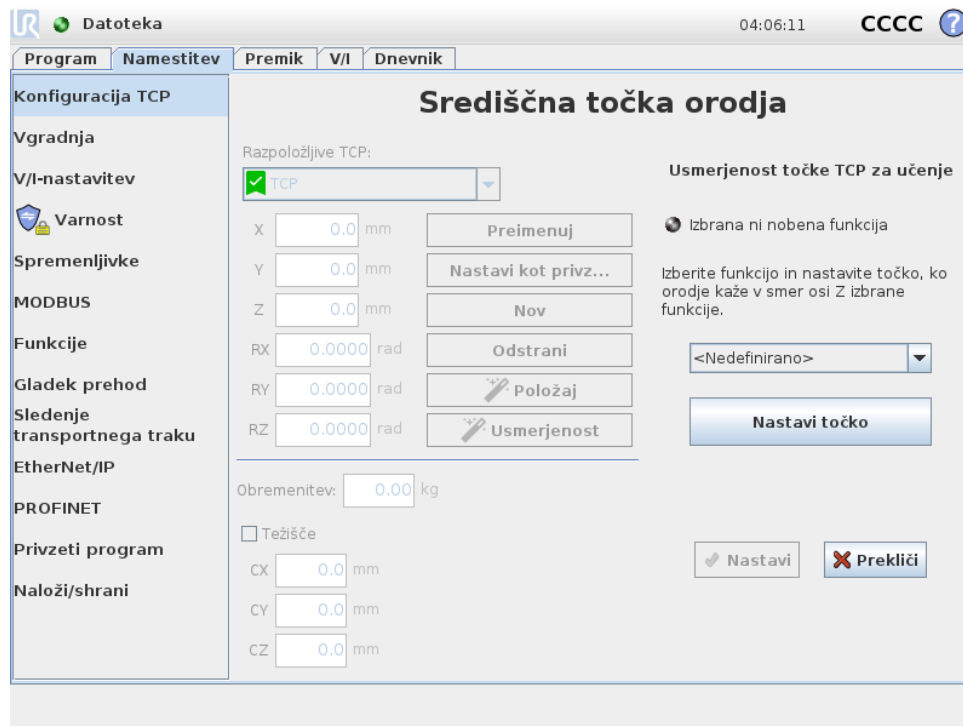 UR Datoteka 04:06:11 CCCC ?
Program Namestitev Premik V/I Dnevnik
Konfiguracija TCP
Vgradnja
V/I-nastavitev
Varnost
Spremenljivke
MODBUS
Funkcije
Gladek prehod
Sledenje
transportnega traku
EtherNet/IP
PROFINET
Privzeti program
Naloži/shrani
Središčna točka orodja
Razpoložljive TCP:
TCP
X 0.0 mm Preimenuj
Y 0.0 mm Nastavi kot privz...
Z 0.0 mm Nov
RX 0.0000 rad Odstrani
RY 0.0000 rad Položaj
RZ 0.0000 rad Usmerjenost
Obremenitev: 0.00 kg
Težišče
CX 0.0 mm
CY 0.0 mm
CZ 0.0 mm
Usmerjenost točke TCP za učenje
Izbrana ni nobena funkcija
Izberite funkcijo in nastavite točko, ko
orodje kaže v smer osi Z izbrane
funkcije.
<Nedefinirano>
Nastavi točko
Nastavi Prekliči